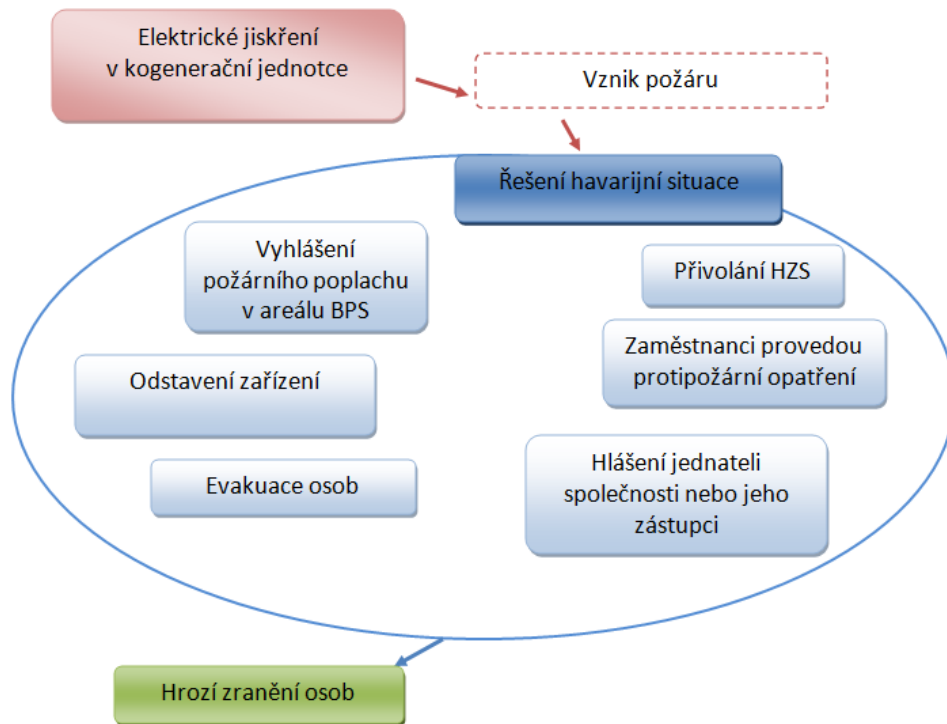 Elektrické jiskření
v kogenerační jednotce
Vznik požáru
Řešení havarijní situace
Vyhlášení
požárního poplachu
v areálu BPS
Přivolání HZS
Zaměstnanci provedou
protipožární opatření
Odstavení zařízení
Hlášení jednateli
společnosti nebo jeho
zástupci
Evakuace osob
Hrozí zranění osob